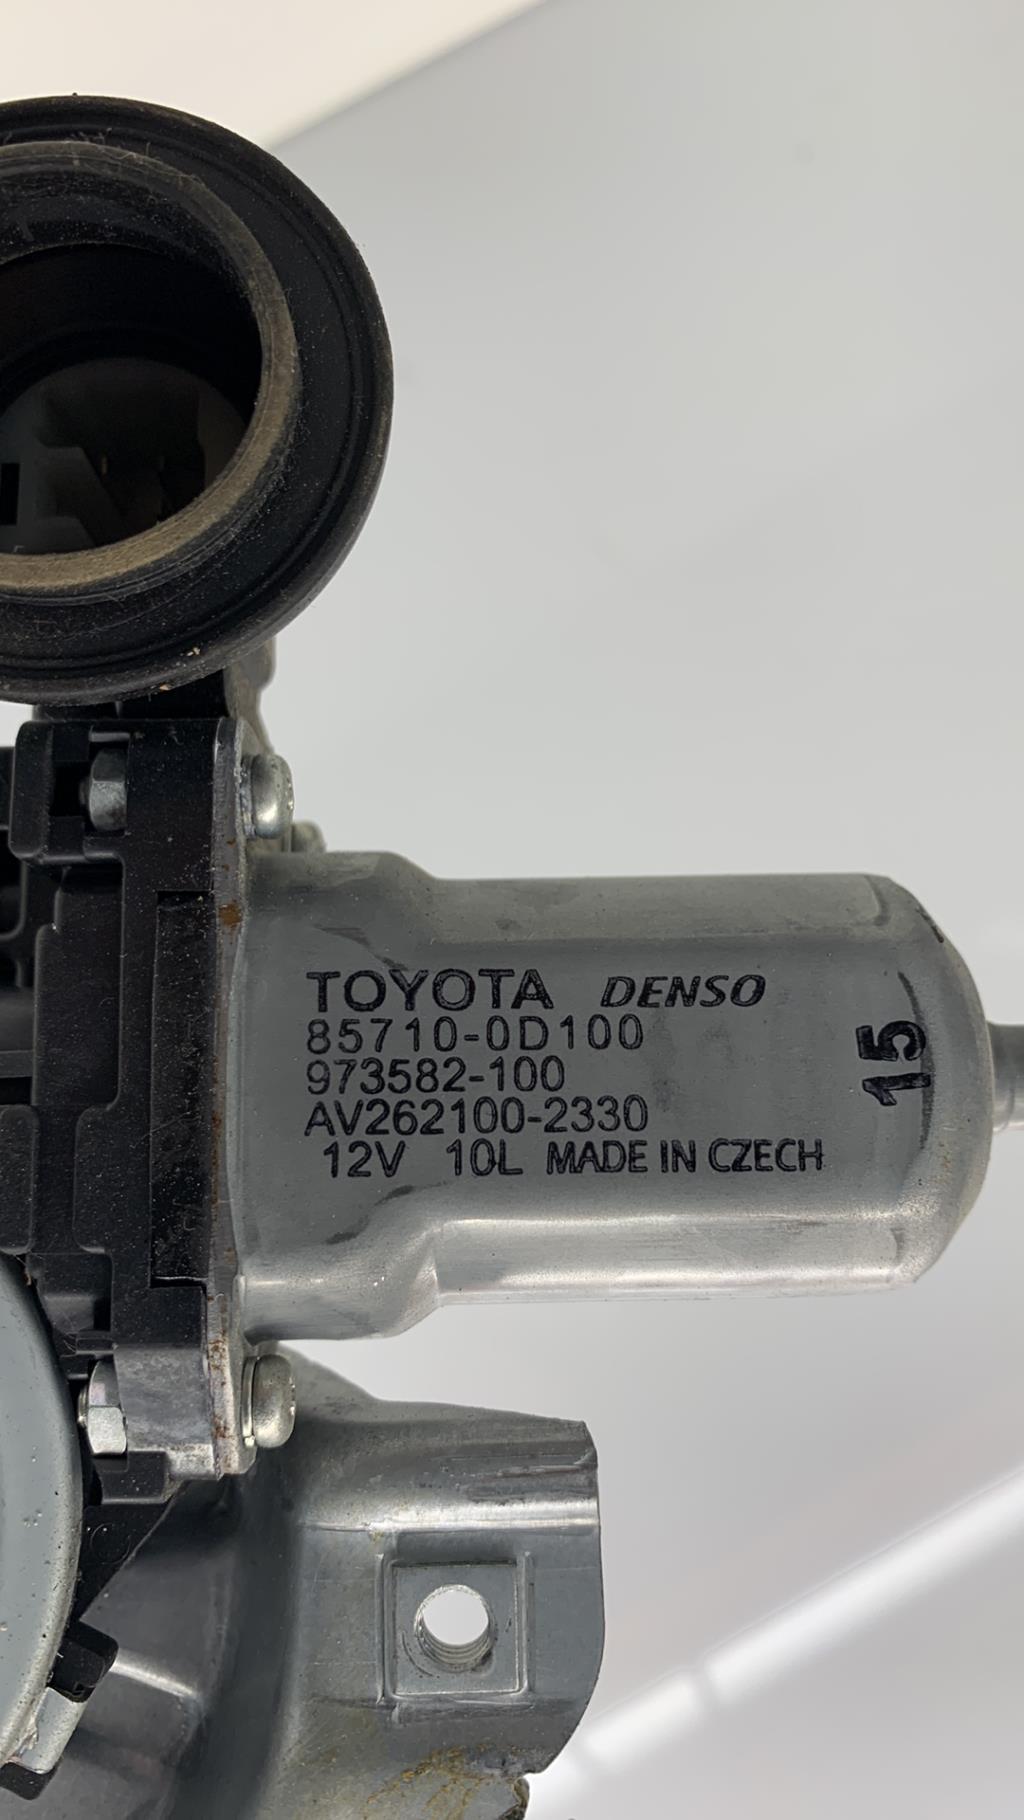 TOYOTA DENSO
85710-0D100
973582-100
AV262100-2330
12V 10L MADE IN CZECH
15